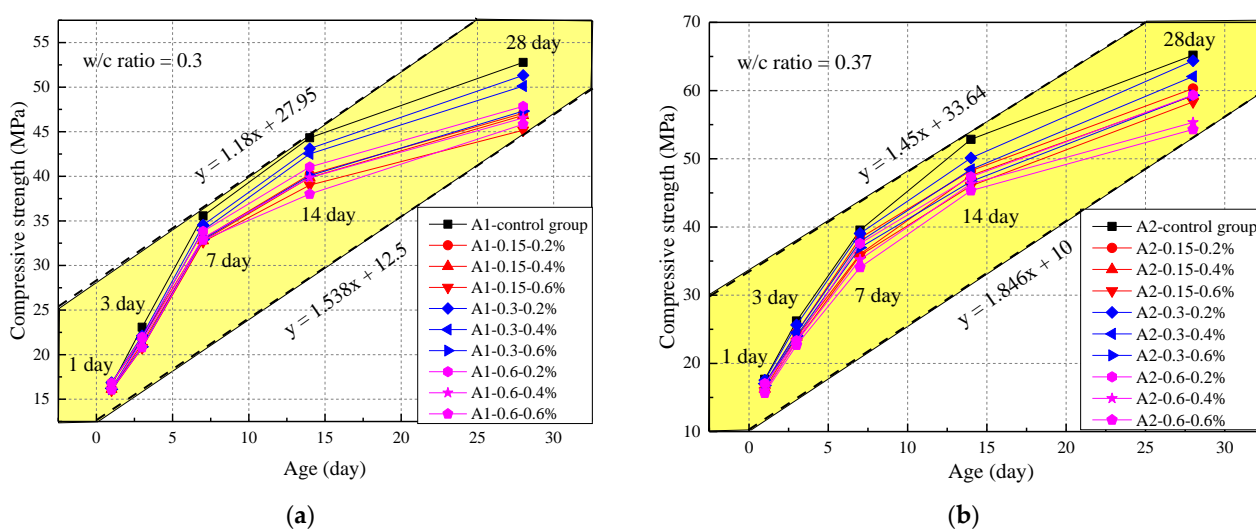 w/c ratio = 0.3
28 day
y = 1.18x + 27.95
14 day
7 day
3 day
1 day
y = 1.538x + 12.5
A1-control group
A1-0.15-0.2%
A1-0.15-0.4%
A1-0.15-0.6%
A1-0.3-0.2%
A1-0.3-0.4%
A1-0.3-0.6%
A1-0.6-0.2%
A1-0.6-0.4%
A1-0.6-0.6%
Compressive strength (MPa)
55
50
45
40
35
30
25
20
15
0 5 10 15 20 25 30
Age (day)
(a)
w/c ratio = 0.37
28day
y = 1.45x + 33.64
14 day
7 day
3 day
1 day
y = 1.846x + 10
A2-control group
A2-0.15-0.2%
A2-0.15-0.4%
A2-0.15-0.6%
A2-0.3-0.2%
A2-0.3-0.4%
A2-0.3-0.6%
A2-0.6-0.2%
A2-0.6-0.4%
A2-0.6-0.6%
Compressive strength (MPa)
70
60
50
40
30
20
10
0 5 10 15 20 25 30
Age (day)
(b)